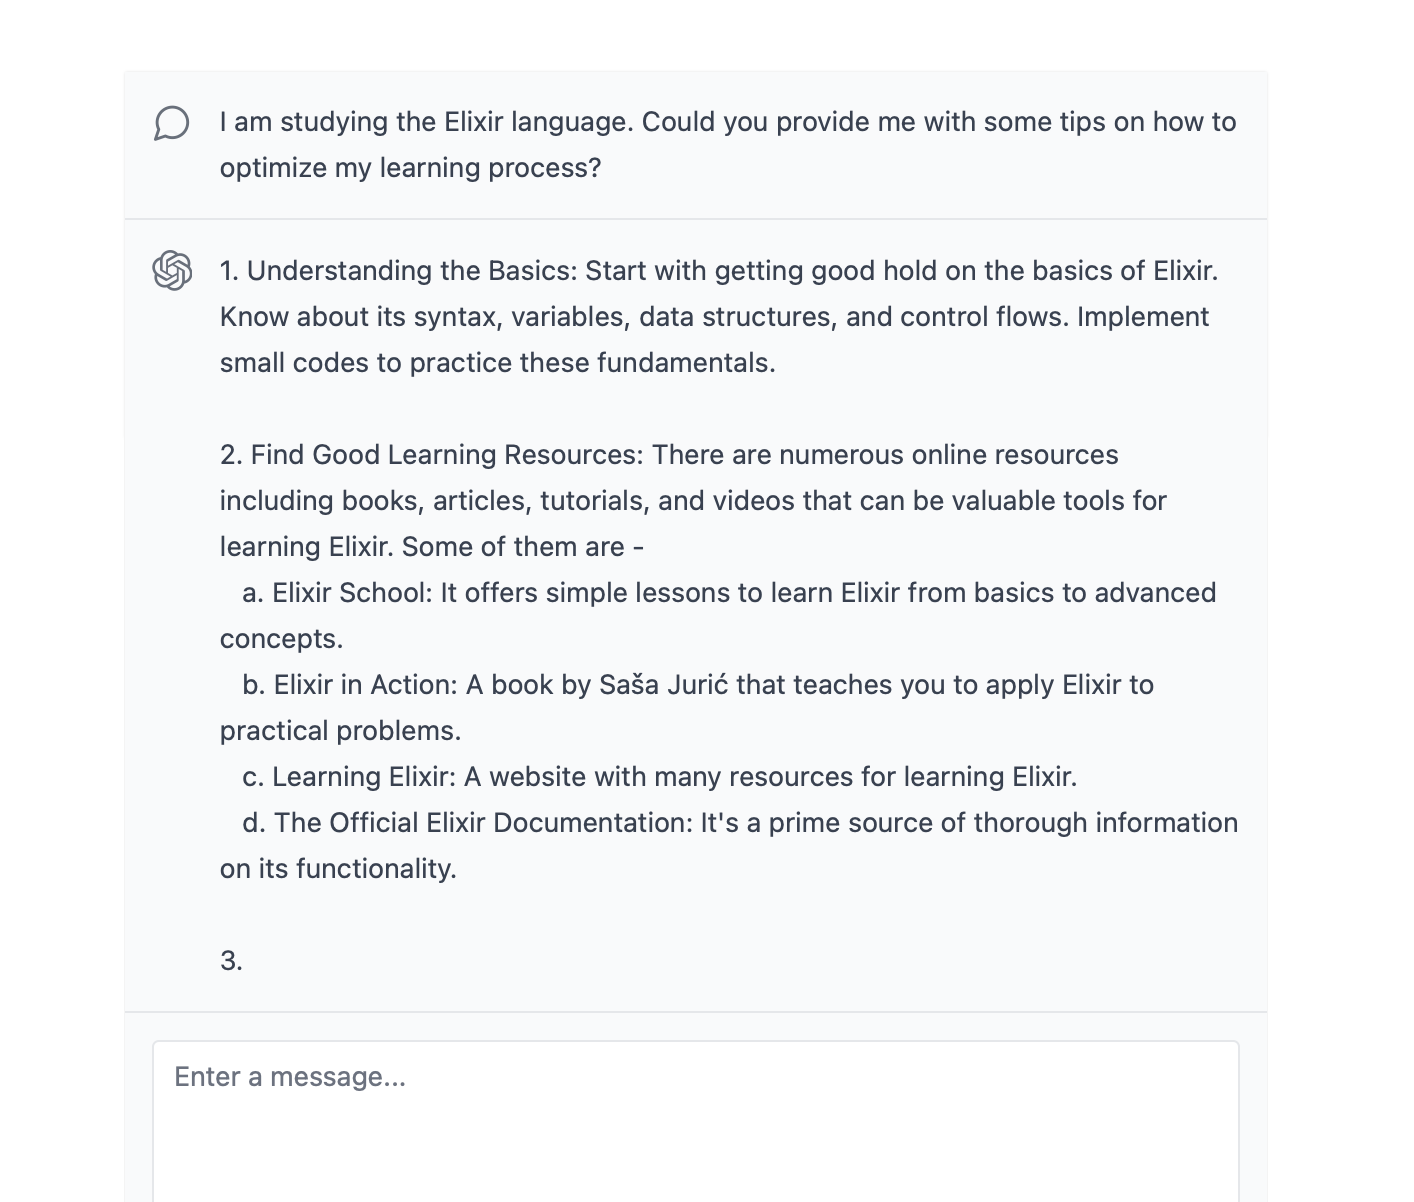 I am studying the Elixir language. Could you provide me with some tips on how to
optimize my learning process?
1. Understanding the Basics: Start with getting good hold on the basics of Elixir.
Know about its syntax, variables, data structures, and control flows. Implement
small codes to practice these fundamentals.
2. Find Good Learning Resources: There are numerous online resources
including books, articles, tutorials, and videos that can be valuable tools for
learning Elixir. Some of them are -
a. Elixir School: It offers simple lessons to learn Elixir from basics to advanced
concepts.
b. Elixir in Action: A book by Saša Jurić that teaches you to apply Elixir to
practical problems.
c. Learning Elixir: A website with many resources for learning Elixir.
d. The Official Elixir Documentation: It's a prime source of thorough information
on its functionality.
3.
Enter a message...